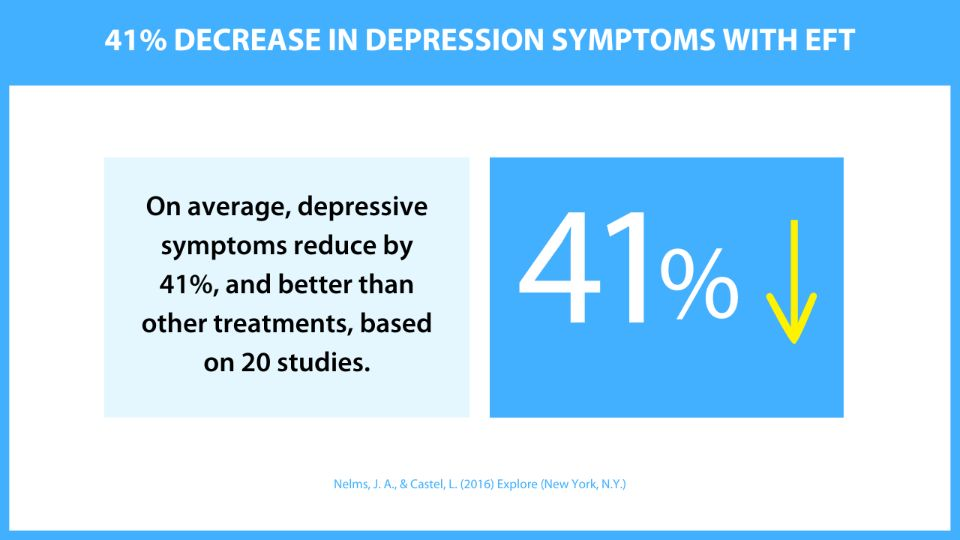 41% DECREASE IN DEPRESSION SYMPTOMS WITH EFT
On average, depressive
symptoms reduce by
41%, and better than
other treatments, based
on 20 studies.
41%
Nelms, J. A., & Castel, L. (2016) Explore (New York, N.Y.)